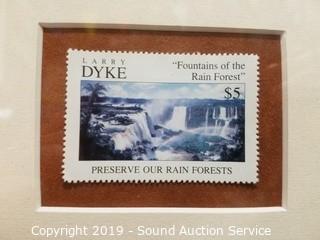 LARRY
DYKE
"Fountains of the
Rain Forest"
$5
PRESERVE OUR RAIN FORESTS
Copyright 2019 - Sound Auction Service